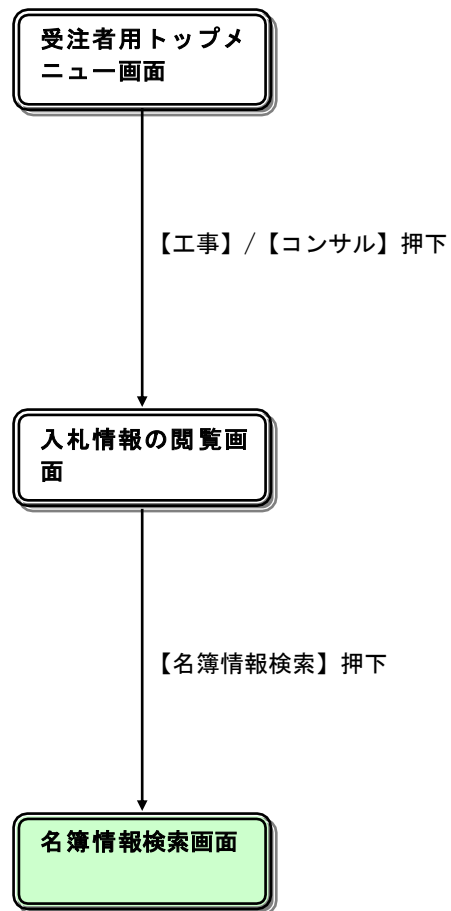 受注者用トップメ
ニュー画面
【工事】/【コンサル】押下
入札情報の閲覧画
面
【名簿情報検索】押下
名簿情報検索画面